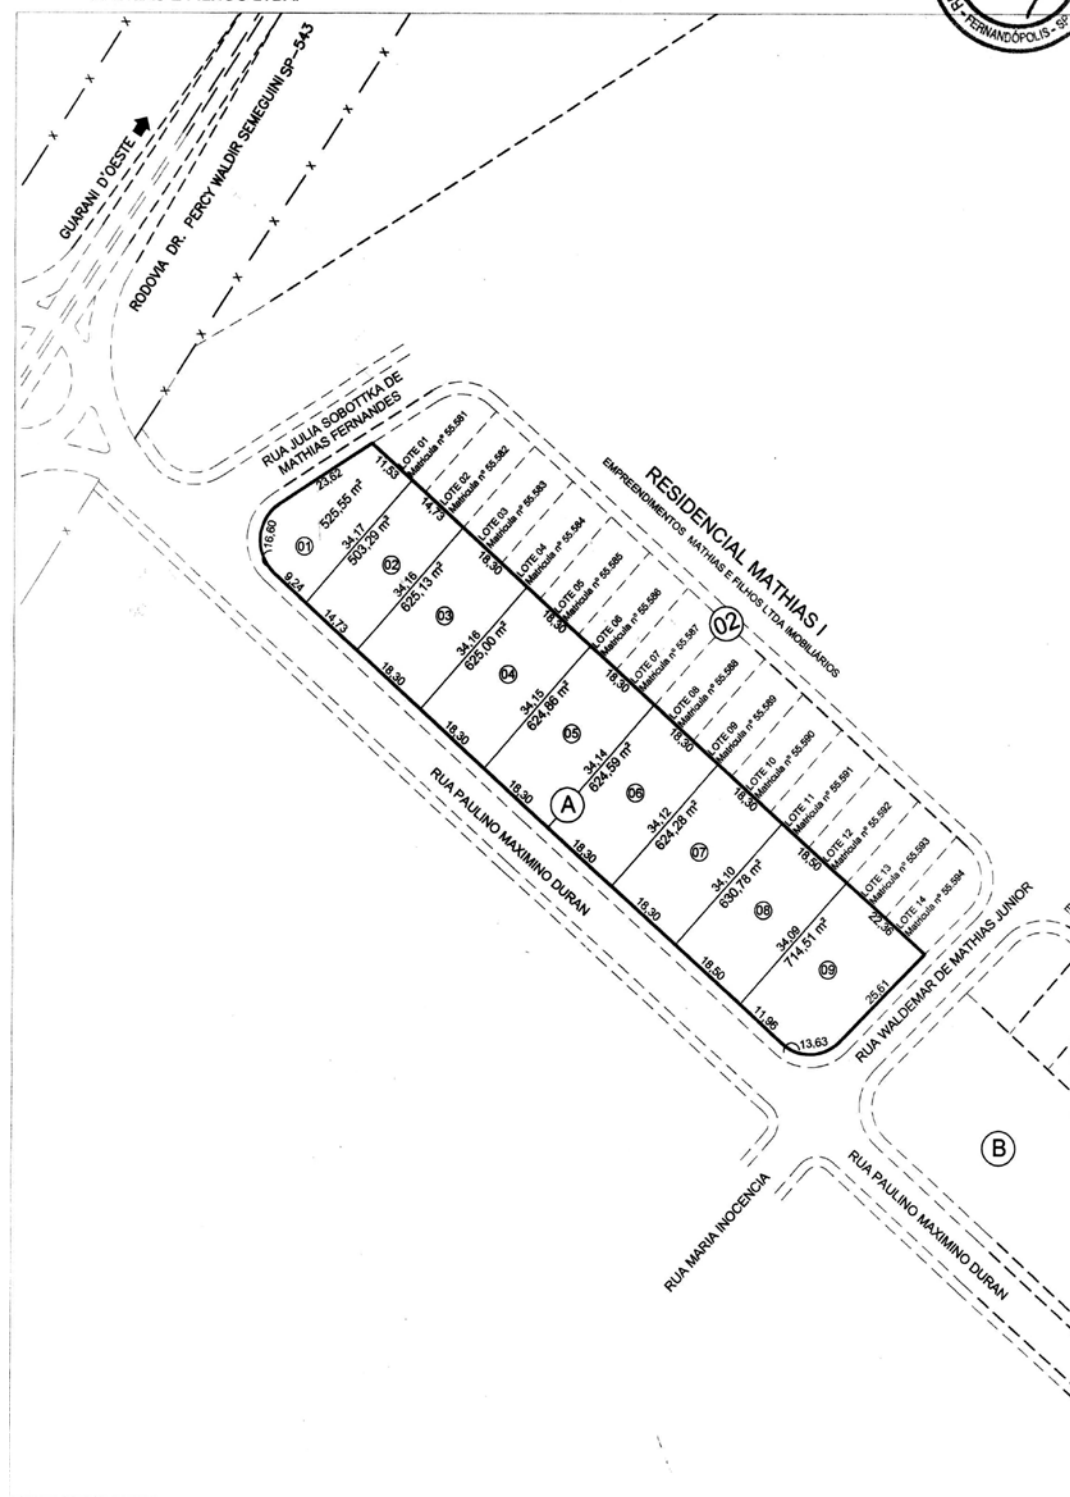 FERNANDÓPOLIS - SP
GUARANI D'OESTE
RODOVIA DR. PERCY WALDIR SEMEGUINI SP-543
RUA JULIA SOBOTTKA DE
MATHIAS FERNANDES
RESIDENCIAL MATHIAS I
EMPREENDIMENTOS MATHIAS E FILHOS LTDA IMOBILIÁRIOS
02
LOTE 01
Matrícula nº 55.581
LOTE 02
Matrícula nº 55.582
LOTE 03
Matrícula nº 55.583
LOTE 04
Matrícula nº 55.584
LOTE 05
Matrícula nº 55.585
LOTE 06
Matrícula nº 55.586
LOTE 07
Matrícula nº 55.587
LOTE 08
Matrícula nº 55.588
LOTE 09
Matrícula nº 55.589
LOTE 10
Matrícula nº 55.590
LOTE 11
Matrícula nº 55.591
LOTE 12
Matrícula nº 55.592
LOTE 13
Matrícula nº 55.593
LOTE 14
Matrícula nº 55.594
23,62
11,53
14,73
18,30
18,30
18,30
18,30
18,30
18,50
22,36
16,60
01
525,55 m²
34,17
503,29 m²
02
34,16
625,13 m²
03
34,16
625,00 m²
04
34,15
624,86 m²
05
34,14
624,59 m²
06
34,12
624,28 m²
07
34,10
630,78 m²
08
34,09
714,51 m²
09
A
9,24
14,73
18,30
18,30
18,30
18,30
18,30
18,50
11,96
13,63
25,61
RUA PAULINO MAXIMINO DURAN
RUA WALDEMAR DE MATHIAS JUNIOR
B
RUA MARIA INOCENCIA
RUA PAULINO MAXIMINO DURAN